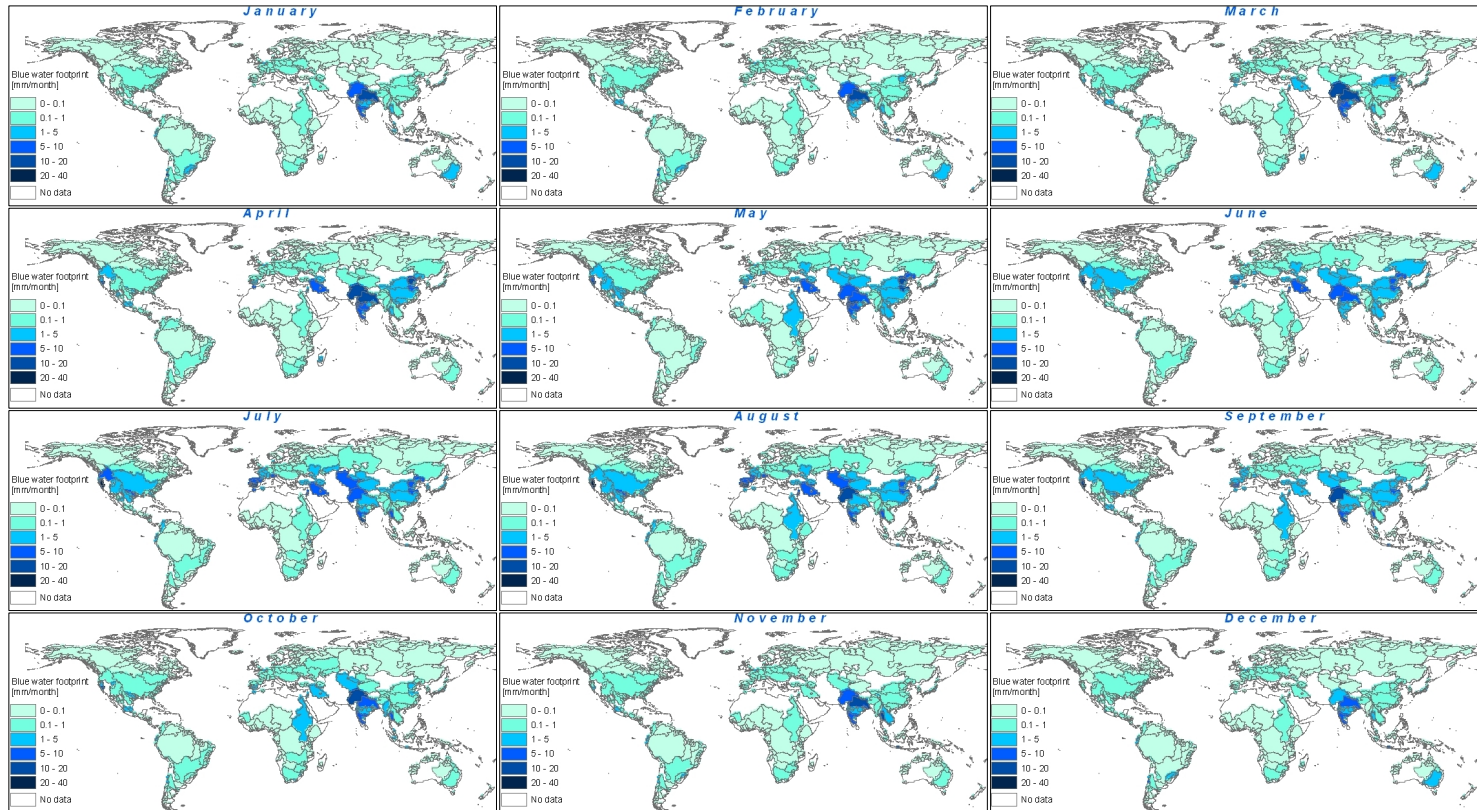 January
Blue water footprint
[mm/month]
0 - 0.1
0.1 - 1
1 - 5
5 - 10
10 - 20
20 - 40
No data
February
Blue water footprint
[mm/month]
0 - 0.1
0.1 - 1
1 - 5
5 - 10
10 - 20
20 - 40
No data
March
Blue water footprint
[mm/month]
0 - 0.1
0.1 - 1
1 - 5
5 - 10
10 - 20
20 - 40
No data
April
Blue water footprint
[mm/month]
0 - 0.1
0.1 - 1
1 - 5
5 - 10
10 - 20
20 - 40
No data
May
Blue water footprint
[mm/month]
0 - 0.1
0.1 - 1
1 - 5
5 - 10
10 - 20
20 - 40
No data
June
Blue water footprint
[mm/month]
0 - 0.1
0.1 - 1
1 - 5
5 - 10
10 - 20
20 - 40
No data
July
Blue water footprint
[mm/month]
0 - 0.1
0.1 - 1
1 - 5
5 - 10
10 - 20
20 - 40
No data
August
Blue water footprint
[mm/month]
0 - 0.1
0.1 - 1
1 - 5
5 - 10
10 - 20
20 - 40
No data
September
Blue water footprint
[mm/month]
0 - 0.1
0.1 - 1
1 - 5
5 - 10
10 - 20
20 - 40
No data
October
Blue water footprint
[mm/month]
0 - 0.1
0.1 - 1
1 - 5
5 - 10
10 - 20
20 - 40
No data
November
Blue water footprint
[mm/month]
0 - 0.1
0.1 - 1
1 - 5
5 - 10
10 - 20
20 - 40
No data
December
Blue water footprint
[mm/month]
0 - 0.1
0.1 - 1
1 - 5
5 - 10
10 - 20
20 - 40
No data